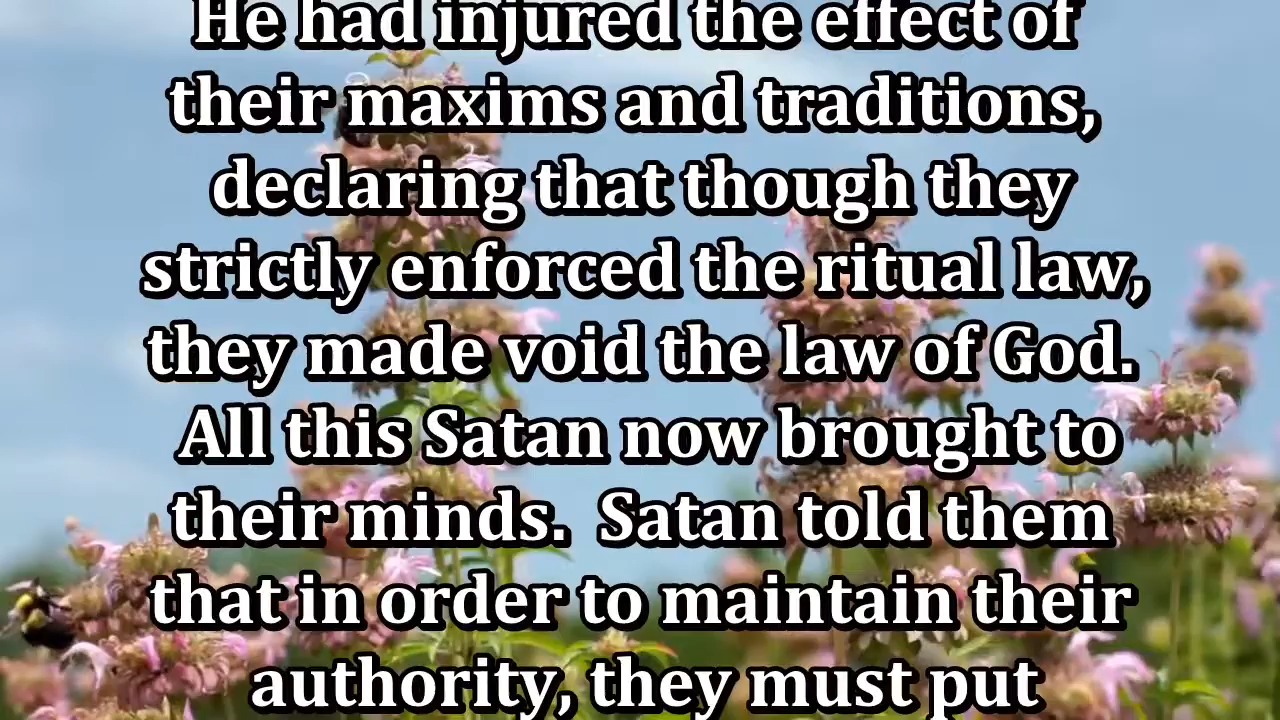 He had injured the effect of
their maxims and traditions,
declaring that though they
strictly enforced the ritual law,
they made void the law of God.
All this Satan now brought to
their minds.  Satan told them
that in order to maintain their
authority, they must put